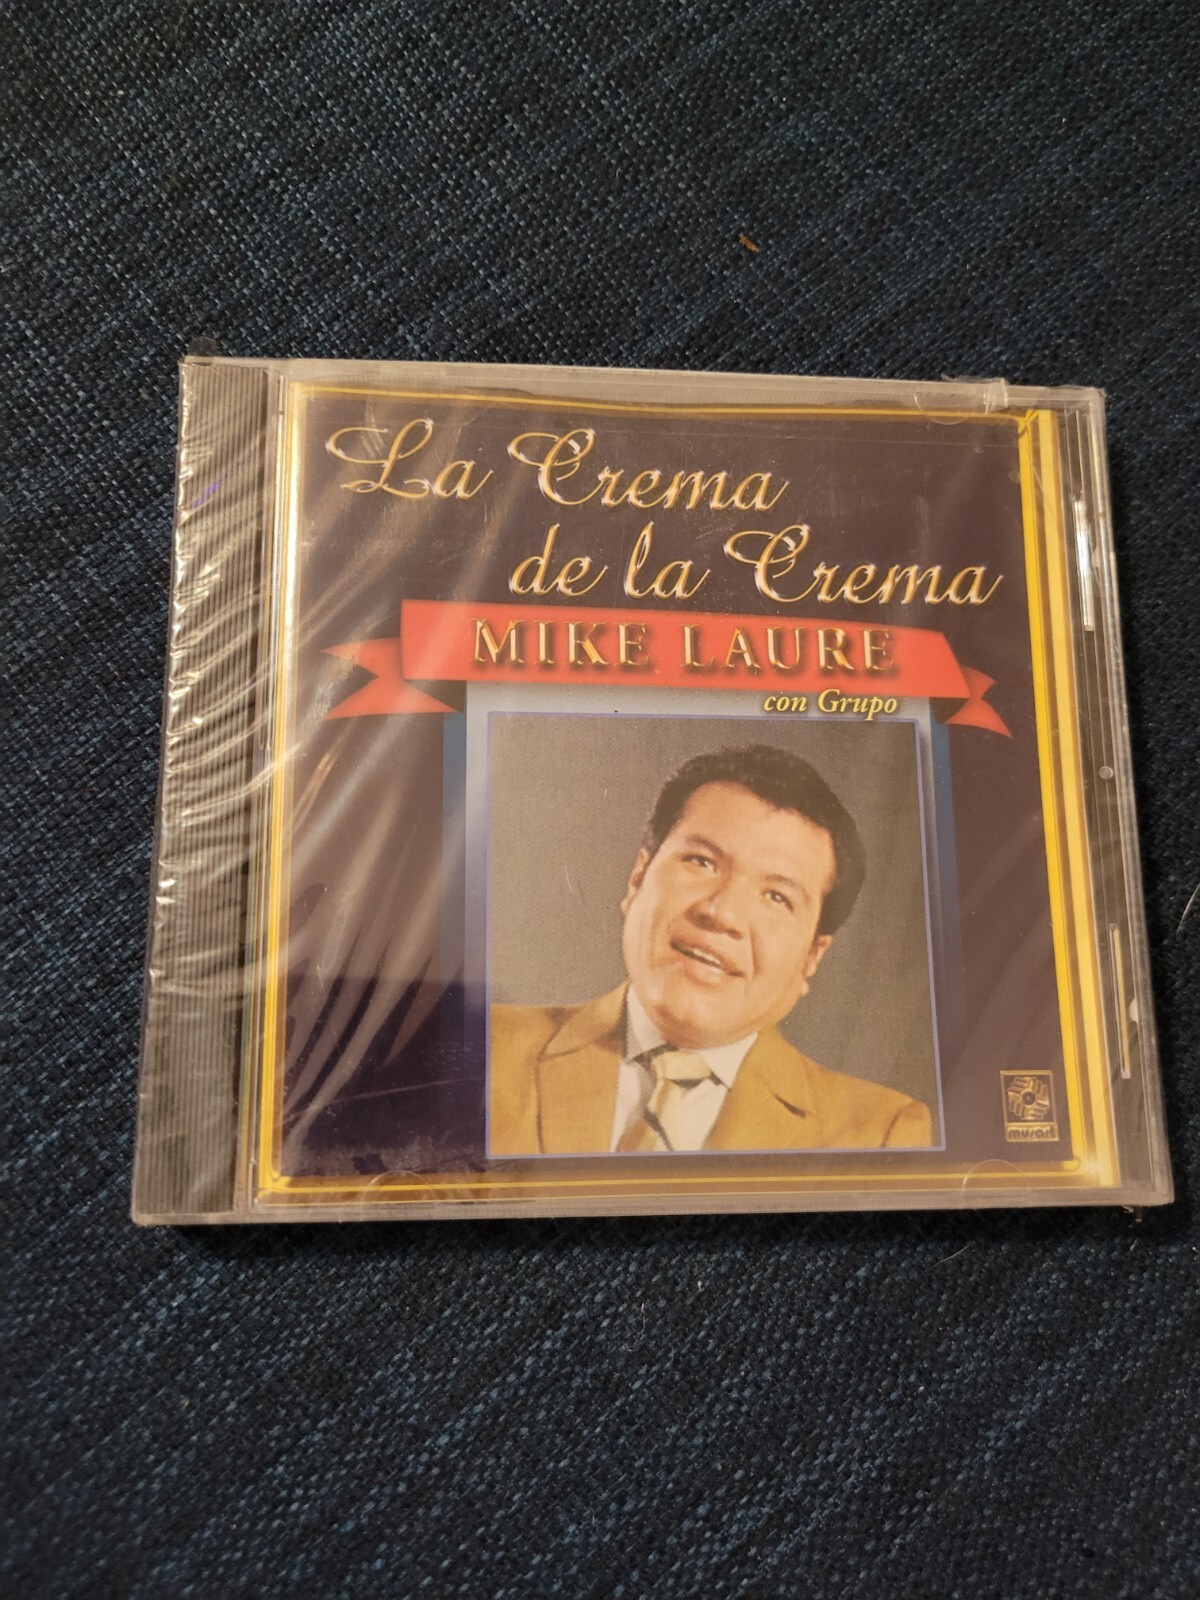 La Crema
de la Crema
MIKE LAURE
con Grupo
musart